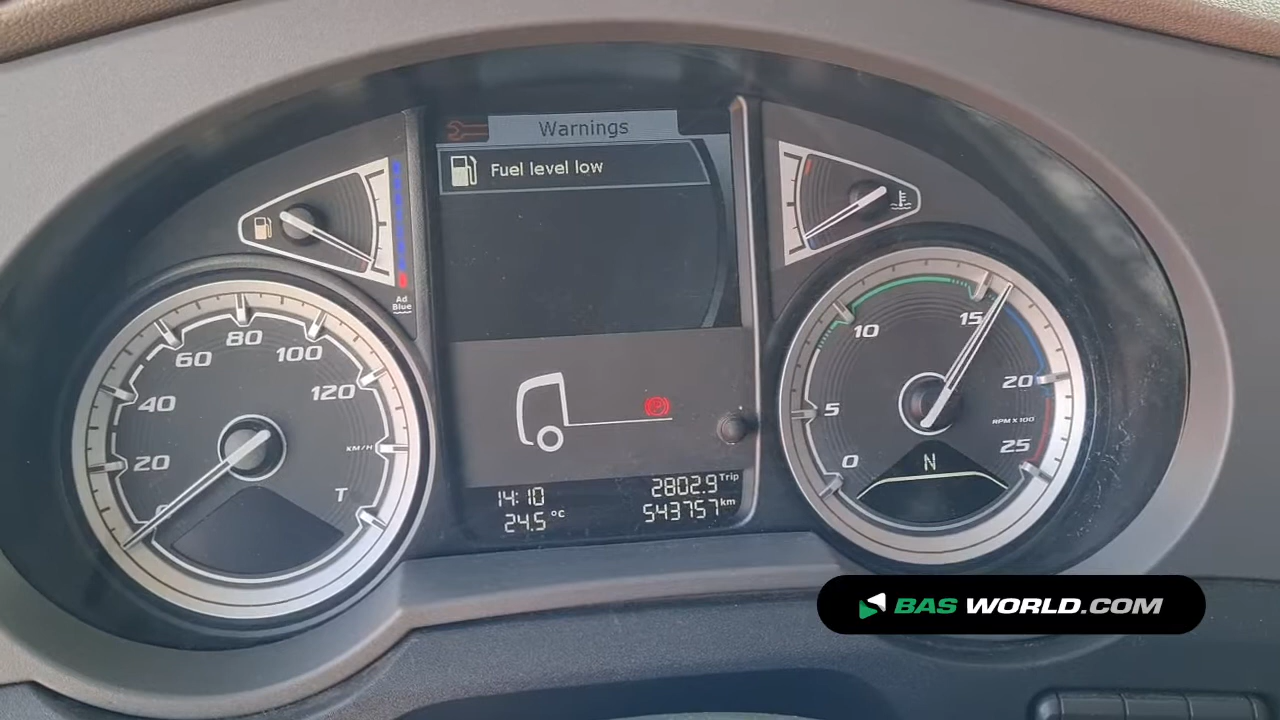 Warnings
Fuel level low
Ad
Blue
20
40
60
80
100
120
KM/H
T
0
5
10
15
20
25
RPM X 100
N
14:10
2802.9 Trip
24.5 °C
543757 km
BAS WORLD.COM